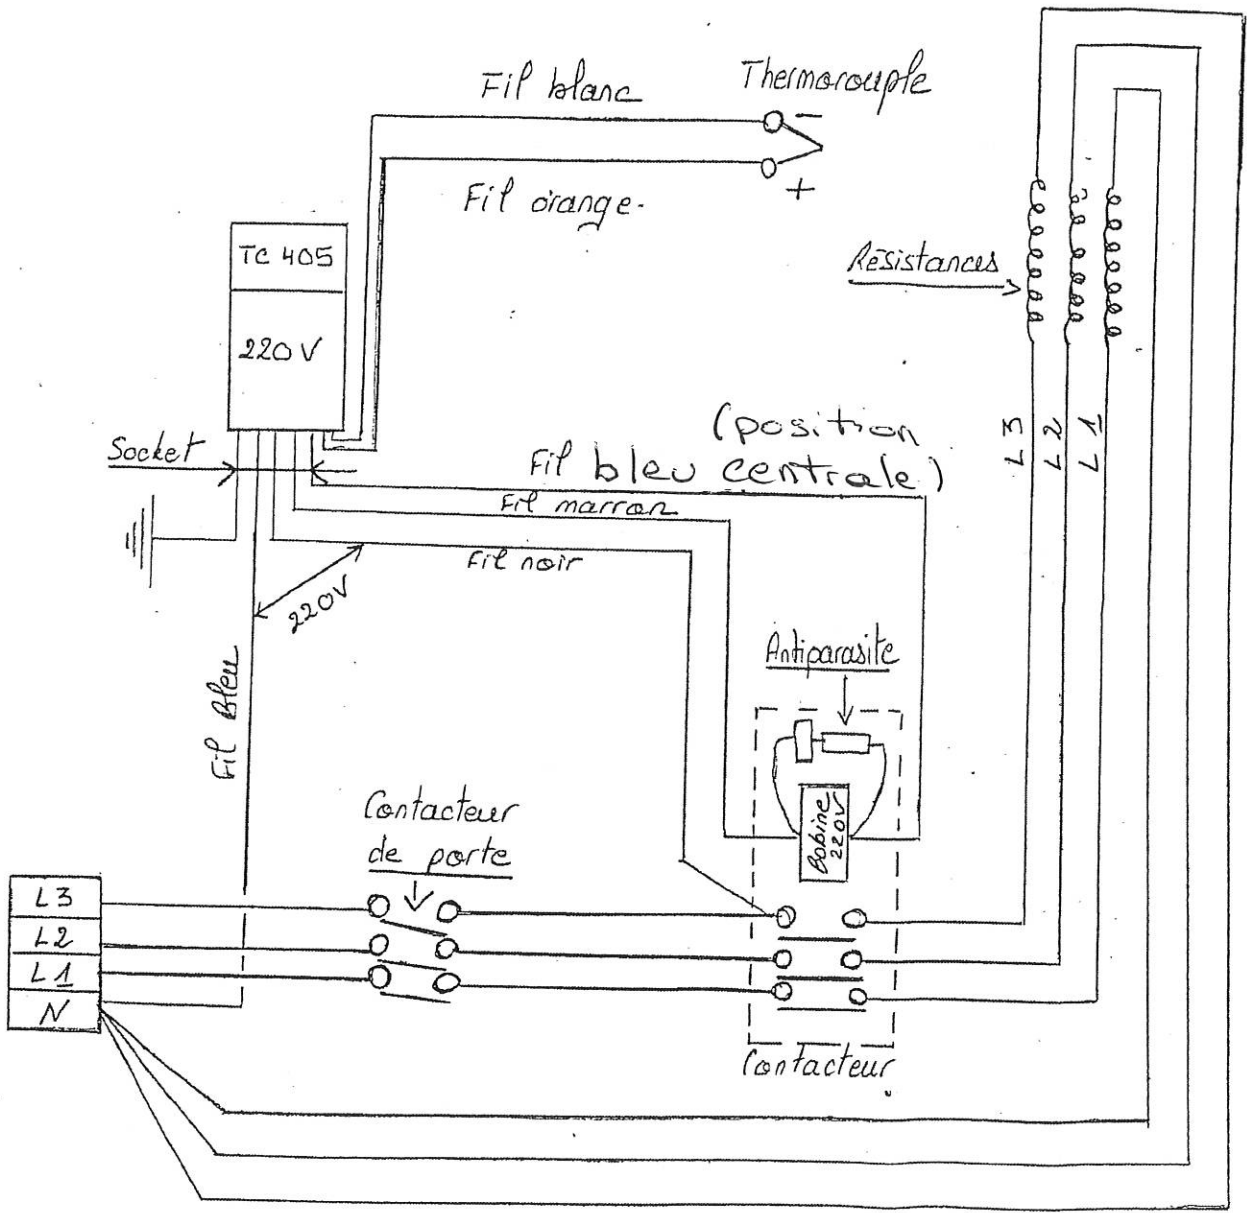 Fil blanc
Thermocouple
-
+
Fil orange.
TC 405
220V
Résistances
Socket
(position
Fil bleu centrale)
Fil marron
Fil noir
220V
L3
L2
L1
Antiparasite
Fil Bleu
Bobine
220V
Contacteur
de porte
L3
L2
L1
N
Contacteur